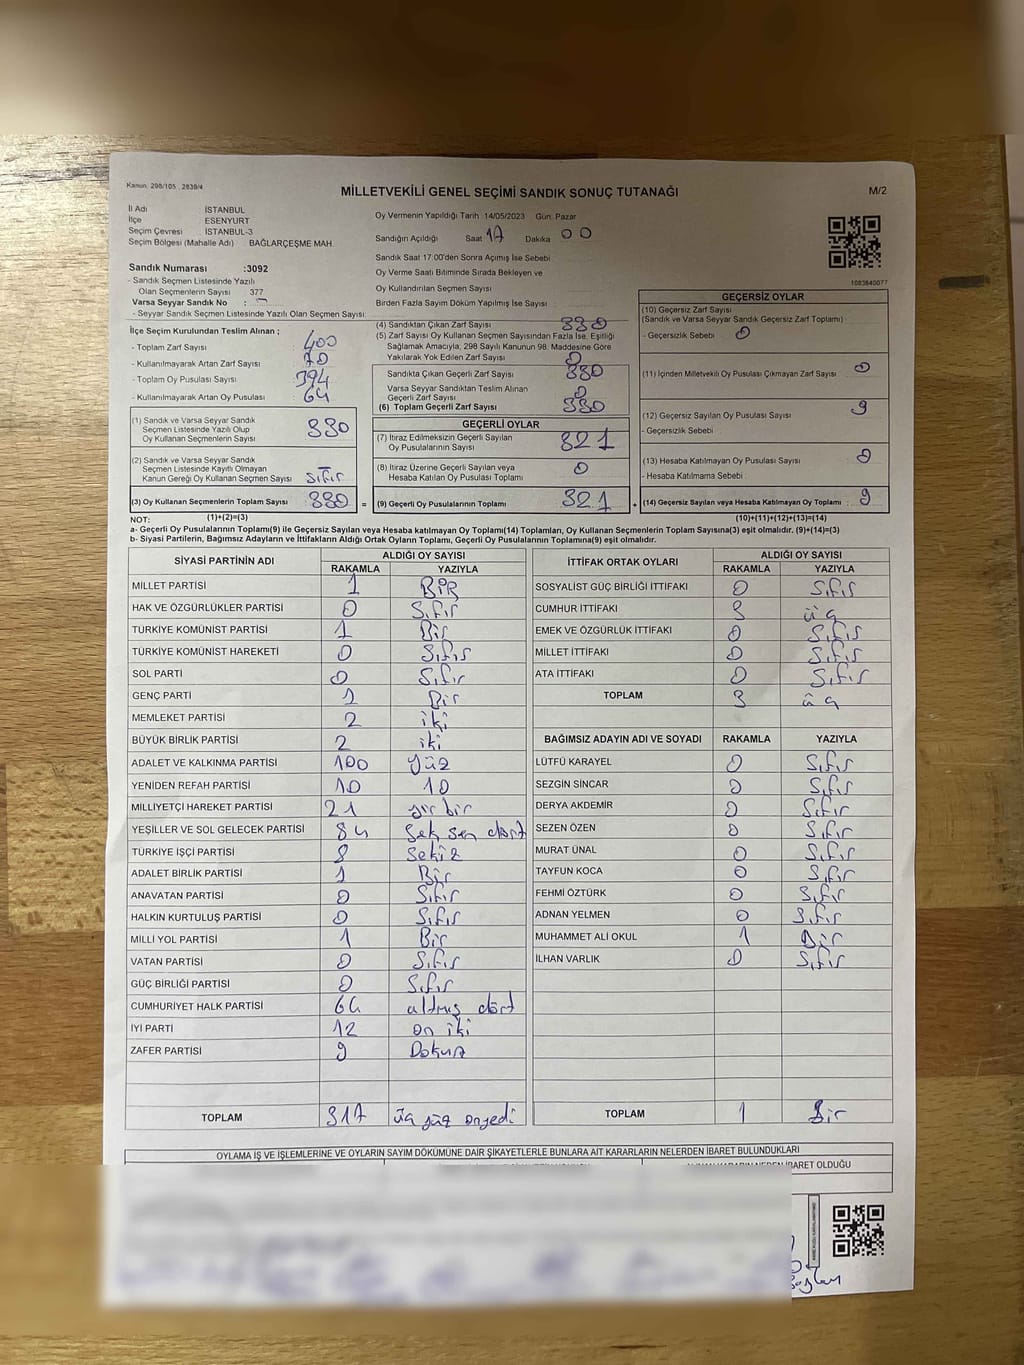 Kanun, 298/105 , 2839/4
MİLLETVEKİLİ GENEL SEÇİMİ SANDIK SONUÇ TUTANAĞI
M/2
İl Adı İSTANBUL
İlçe ESENYURT
Seçim Çevresi İSTANBUL-3
Seçim Bölgesi (Mahalle Adı) BAĞLARÇEŞME MAH.
Sandık Numarası :3092
- Sandık Seçmen Listesinde Yazılı
Olan Seçmenlerin Sayısı 377
Varsa Seyyar Sandık No :
- Seyyar Sandık Seçmen Listesinde Yazılı Olan Seçmen Sayısı
Oy Vermenin Yapıldığı Tarih 14/05/2023 Gün. Pazar
Sandığın Açıldığı Saat 17 Dakika 00
Sandık Saat 17.00'den Sonra Açımış İse Sebebi
Oy Verme Saati Bitiminde Sırada Bekleyen ve
Oy Kullandırılan Seçmen Sayısı
Birden Fazla Sayım Döküm Yapılmış İse Sayısı
1083840077
İlçe Seçim Kurulundan Teslim Alınan ;
- Toplam Zarf Sayısı 400
- Kullanılmayarak Artan Zarf Sayısı 70
- Toplam Oy Pusulası Sayısı 394
- Kullanılmayarak Artan Oy Pusulası 64
(1) Sandık ve Varsa Seyyar Sandık
Seçmen Listesinde Yazılı Olup
Oy Kullanan Seçmenlerin Sayısı 330
(2) Sandık ve Varsa Seyyar Sandık
Seçmen Listesinde Kayıtlı Olmayan
Kanun Gereği Oy Kullanan Seçmen Sayısı sıfır
(3) Oy Kullanan Seçmenlerin Toplam Sayısı 330 =
(4) Sandıktan Çıkan Zarf Sayısı 330
(5) Zarf Sayısı Oy Kullanan Seçmen Sayısından Fazla İse, Eşitliği
Sağlamak Amacıyla; 298 Sayılı Kanunun 98. Maddesine Göre
Yakılarak Yok Edilen Zarf Sayısı 0
Sandıkta Çıkan Geçerli Zarf Sayısı 330
Varsa Seyyar Sandıktan Teslim Alınan
Geçerli Zarf Sayısı 0
(6) Toplam Geçerli Zarf Sayısı 330
GEÇERLİ OYLAR
(7) İtiraz Edilmeksizin Geçerli Sayılan
Oy Pusulalarının Sayısı 321
(8) İtiraz Üzerine Geçerli Sayılan veya
Hesaba Katılan Oy Pusulası Toplamı 0
(9) Geçerli Oy Pusulalarının Toplamı 321 +
GEÇERSİZ OYLAR
(10) Geçersiz Zarf Sayısı
(Sandık ve Varsa Seyyar Sandık Geçersiz Zarf Toplamı)
- Geçersizlik Sebebi 0
(11) İçinden Milletvekili Oy Pusulası Çıkmayan Zarf Sayısı 0
(12) Geçersiz Sayılan Oy Pusulası Sayısı 9
- Geçersizlik Sebebi
(13) Hesaba Katılmayan Oy Pusulası Sayısı 0
- Hesaba Katılmama Sebebi
(14) Geçersiz Sayılan veya Hesaba Katılmayan Oy Toplamı : 9
NOT: (1)+(2)=(3) (10)+(11)+(12)+(13)=(14)
a- Geçerli Oy Pusulalarının Toplamı(9) ile Geçersiz Sayılan veya Hesaba katılmayan Oy Toplamı(14) Toplamları, Oy Kullanan Seçmenlerin Toplam Sayısına(3) eşit olmalıdır. (9)+(14)=(3)
b- Siyasi Partilerin, Bağımsız Adayların ve İttifakların Aldığı Ortak Oyların Toplamı, Geçerli Oy Pusulalarının Toplamına(9) eşit olmalıdır.
SİYASİ PARTİNİN ADI ALDIĞI OY SAYISI
RAKAMLA YAZIYLA
MİLLET PARTİSİ 1 BİR
HAK VE ÖZGÜRLÜKLER PARTİSİ 0 Sıfır
TÜRKİYE KOMÜNİST PARTİSİ 1 Bir
TÜRKİYE KOMÜNİST HAREKETİ 0 Sıfır
SOL PARTİ 0 Sıfır
GENÇ PARTİ 1 Bir
MEMLEKET PARTİSİ 2 iki
BÜYÜK BİRLİK PARTİSİ 2 iki
ADALET VE KALKINMA PARTİSİ 100 yüz
YENİDEN REFAH PARTİSİ 10 10
MİLLİYETÇİ HAREKET PARTİSİ 21 yir bir
YEŞİLLER VE SOL GELECEK PARTİSİ 84 Sek sen dört
TÜRKİYE İŞÇİ PARTİSİ 8 Sekiz
ADALET BİRLİK PARTİSİ 1 Bir
ANAVATAN PARTİSİ 0 Sıfır
HALKIN KURTULUŞ PARTİSİ 0 Sıfır
MİLLİ YOL PARTİSİ 1 Bir
VATAN PARTİSİ 0 Sıfır
GÜÇ BİRLİĞİ PARTİSİ 0 Sıfır
CUMHURİYET HALK PARTİSİ 64 altmış dört
İYİ PARTİ 12 on iki
ZAFER PARTİSİ 9 Dokuz
TOPLAM 317 üç yüz onyedi
İTTİFAK ORTAK OYLARI ALDIĞI OY SAYISI
RAKAMLA YAZIYLA
SOSYALİST GÜÇ BİRLİĞİ İTTİFAKI 0 Sıfır
CUMHUR İTTİFAKI 3 üç
EMEK VE ÖZGÜRLÜK İTTİFAKI 0 Sıfır
MİLLET İTTİFAKI 0 Sıfır
ATA İTTİFAKI 0 Sıfır
TOPLAM 3 üç
BAĞIMSIZ ADAYIN ADI VE SOYADI RAKAMLA YAZIYLA
LÜTFÜ KARAYEL 0 Sıfır
SEZGİN SİNCAR 0 Sıfır
DERYA AKDEMİR 0 Sıfır
SEZEN ÖZEN 0 Sıfır
MURAT ÜNAL 0 Sıfır
TAYFUN KOCA 0 Sıfır
FEHMİ ÖZTÜRK 0 Sıfır
ADNAN YELMEN 0 Sıfır
MUHAMMET ALİ OKUL 1 Bir
İLHAN VARLIK 0 Sıfır
TOPLAM 1 Bir
OYLAMA İŞ VE İŞLEMLERİNE VE OYLARIN SAYIM DÖKÜMÜNE DAİR ŞİKAYETLERLE BUNLARA AİT KARARLARIN NELERDEN İBARET BULUNDUKLARI
İBARET OLDUĞU